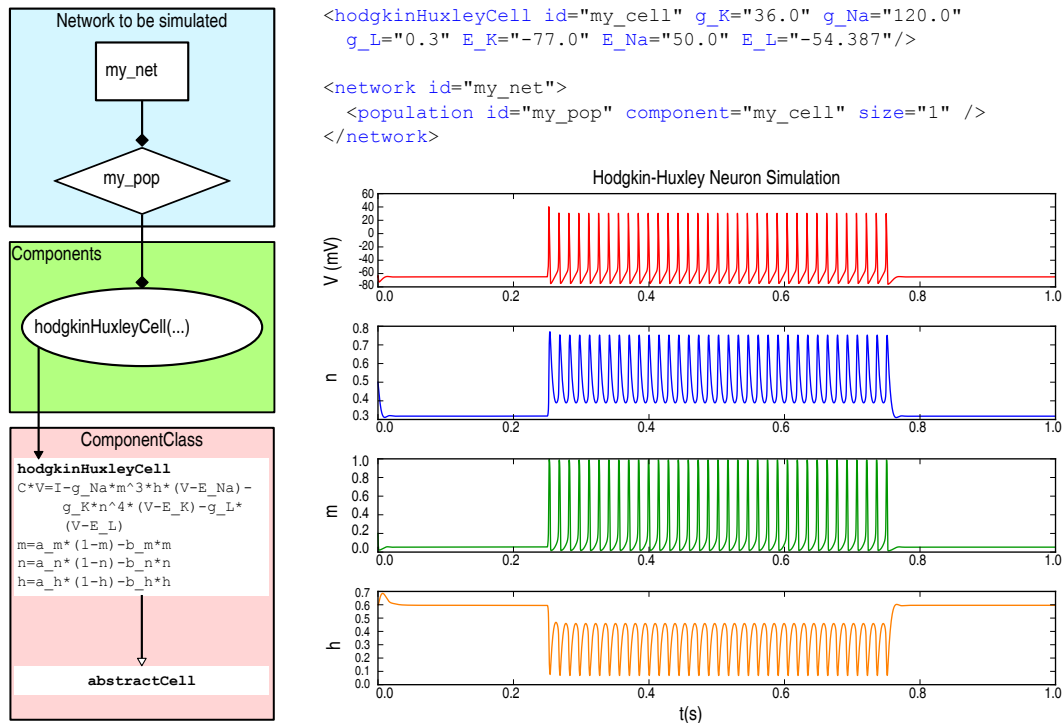 Network to be simulated
my_net
my_pop
Components
hodgkinHuxleyCell(...)
ComponentClass
hodgkinHuxleyCell
C*V=I-g_Na*m^3*h*(V-E_Na)-
g_K*n^4*(V-E_K)-g_L*
(V-E_L)
m=a_m*(1-m)-b_m*m
n=a_n*(1-n)-b_n*n
h=a_h*(1-h)-b_h*h
abstractCell
<hodgkinHuxleyCell id="my_cell" g_K="36.0" g_Na="120.0"
g_L="0.3" E_K="-77.0" E_Na="50.0" E_L="-54.387"/>
<network id="my_net">
<population id="my_pop" component="my_cell" size="1" />
</network>
Hodgkin-Huxley Neuron Simulation
V (mV)
60
40
20
0
-20
-40
-60
-80
0.0 0.2 0.4 0.6 0.8 1.0
n
0.8
0.7
0.6
0.5
0.4
0.3
0.0 0.2 0.4 0.6 0.8 1.0
m
1.0
0.8
0.6
0.4
0.2
0.0
0.0 0.2 0.4 0.6 0.8 1.0
h
0.7
0.6
0.5
0.4
0.3
0.2
0.1
0.0
0.0 0.2 0.4 0.6 0.8 1.0
t(s)